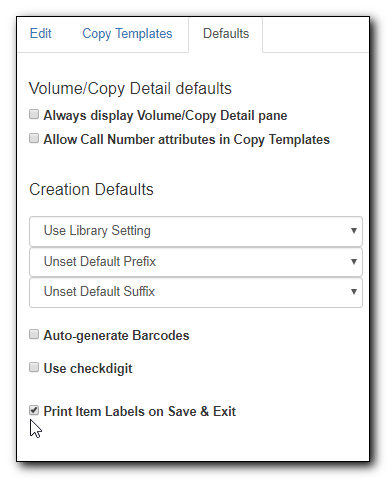 Edit Copy Templates Defaults
Volume/Copy Detail defaults
Always display Volume/Copy Detail pane
Allow Call Number attributes in Copy Templates
Creation Defaults
Use Library Setting
Unset Default Prefix
Unset Default Suffix
Auto-generate Barcodes
Use checkdigit
Print Item Labels on Save & Exit